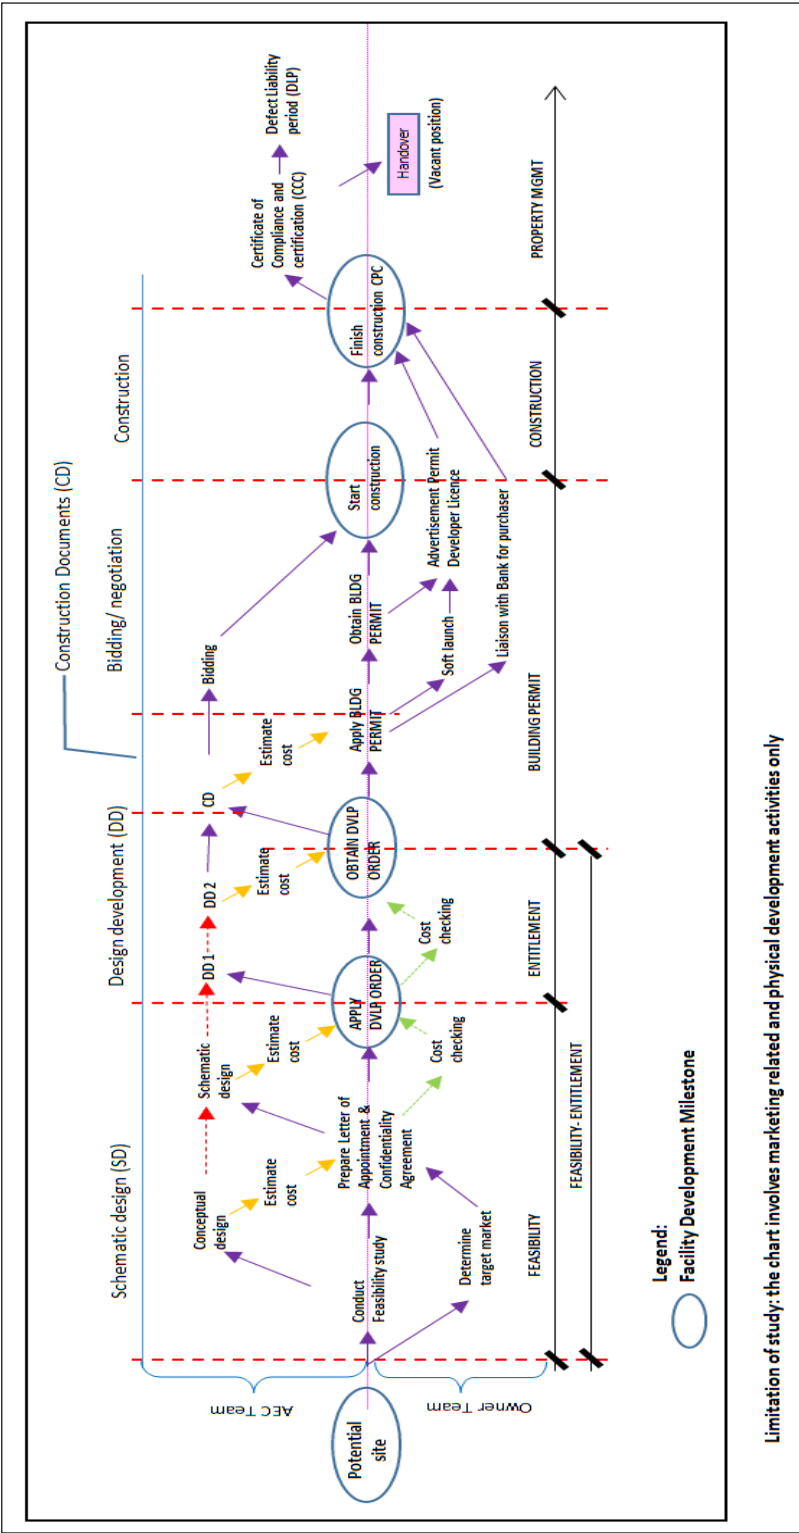 Construction Documents (CD)
Schematic design (SD)
Design development (DD)
Bidding/ negotiation
Construction
AEC Team
Owner Team
Potential
site
Conceptual
design
Estimate
cost
Schematic
design
Estimate
cost
DD 1
DD 2
Estimate
cost
CD
Estimate
cost
Bidding
Certificate of
Compliance and
certification (CCC)
Defect Liability
period (DLP)
Conduct
Feasibility study
Prepare Letter of
Appointment &
Confidentiality
Agreement
APPLY
DVLP ORDER
OBTAIN DVLP
ORDER
Apply BLDG
PERMIT
Obtain BLDG
PERMIT
Start
construction
Finish
construction CPC
Handover
(Vacant position)
Determine
target market
Cost
checking
Cost
checking
Soft launch
Advertisement Permit
Developer Licence
Liaison with Bank for purchaser
FEASIBILITY
ENTITLEMENT
BUILDING PERMIT
CONSTRUCTION
PROPERTY MGMT
FEASIBILITY- ENTITLEMENT
Legend:
Facility Development Milestone
Limitation of study: the chart involves marketing related and physical development activities only